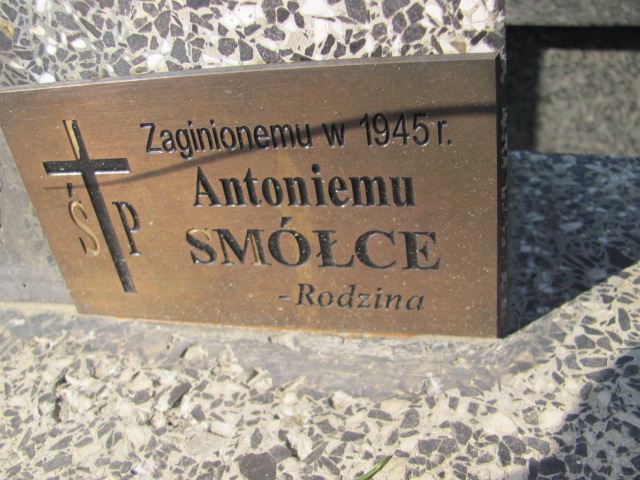 Zaginionemu w 1945 r.
Antoniemu
Ś P
SMÓŁCE
-Rodzina